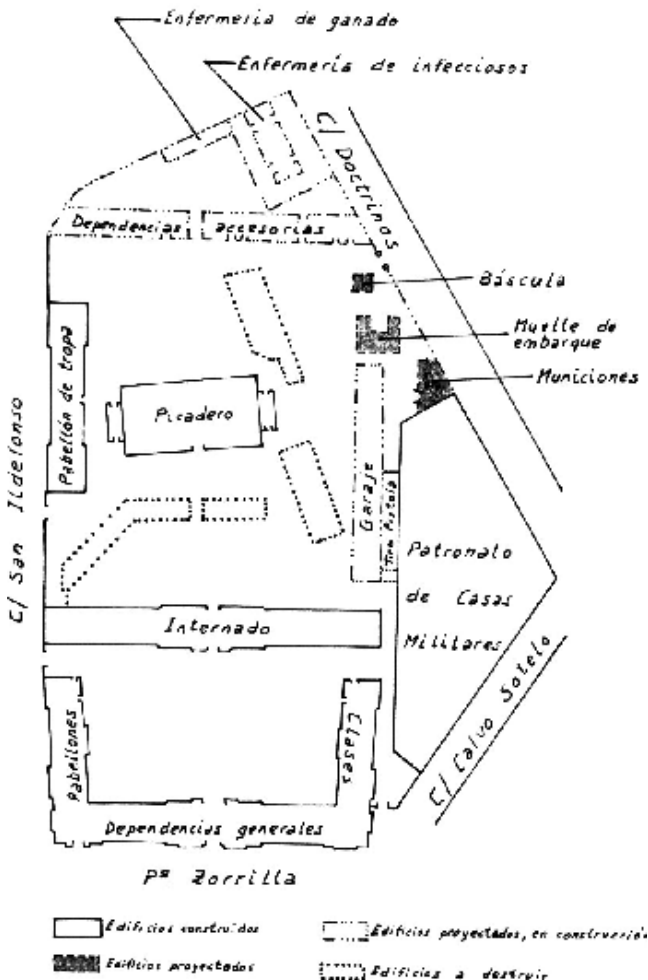 Enfermería de ganado
Enfermería de infecciosos
C/ Doctrinos
Dependencias accesorias
Báscula
Muelle de
embarque
Municiones
Pabellón de tropa
Picadero
C/ San Ildefonso
Garaje
Tiro Pistola
Patronato
de Casas
Militares
Internado
C/ Calvo Sotelo
Pabellones
Clases
Dependencias generales
Pº Zorrilla
Edificios construidos
Edificios proyectados, en construcción
Edificios proyectados
Edificios a destruir